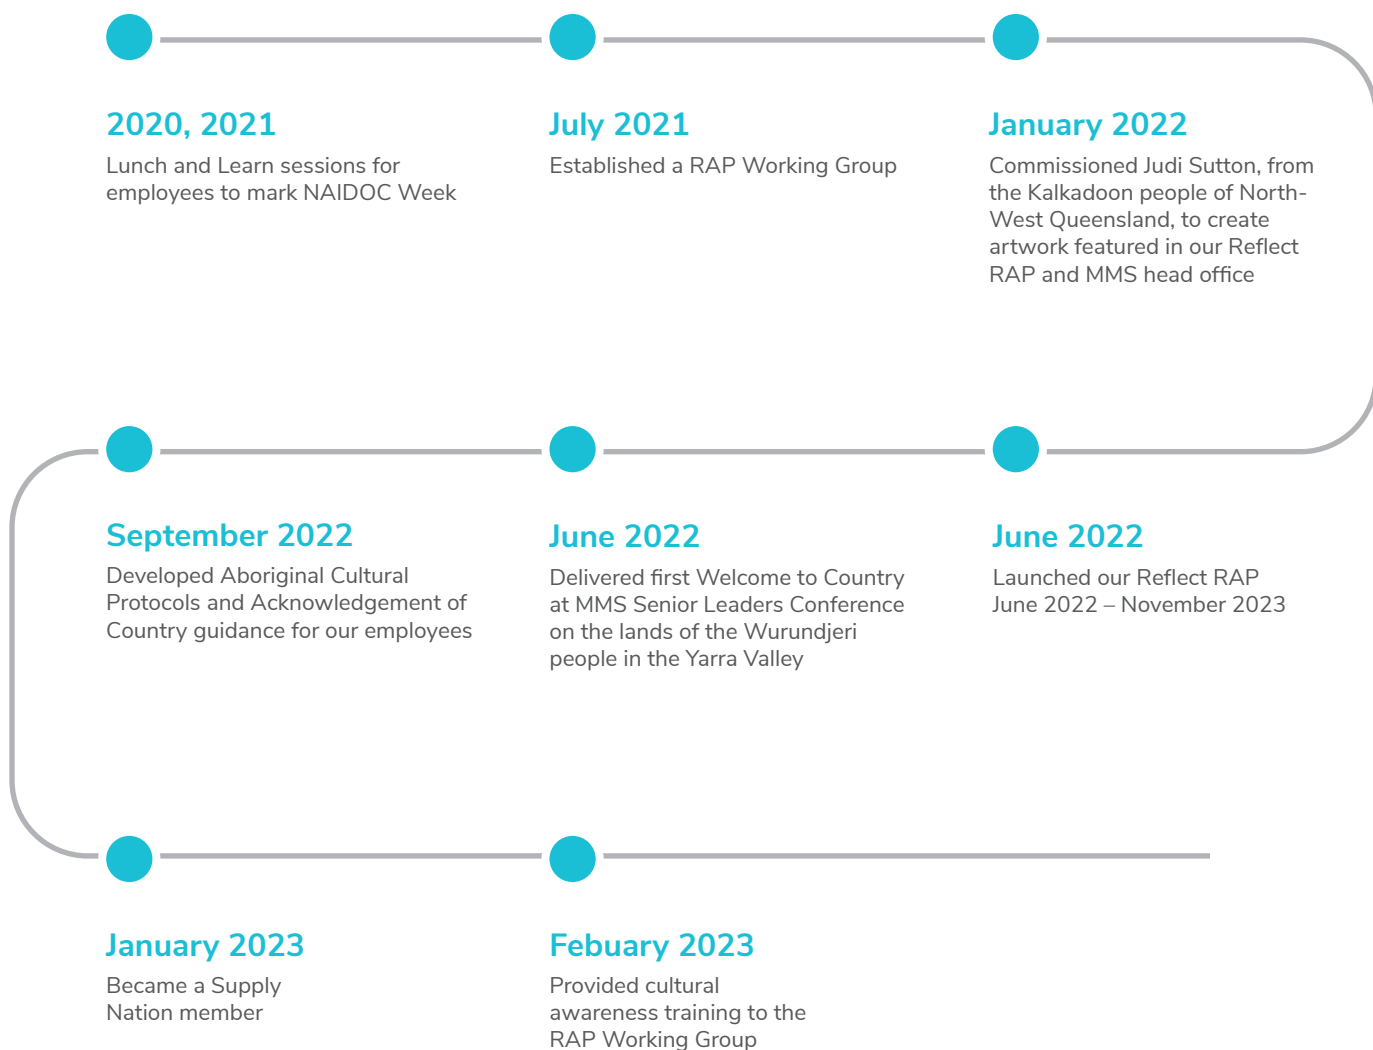 2020, 2021
Lunch and Learn sessions for
employees to mark NAIDOC Week
July 2021
Established a RAP Working Group
January 2022
Commissioned Judi Sutton, from
the Kalkadoon people of North-
West Queensland, to create
artwork featured in our Reflect
RAP and MMS head office
June 2022
Launched our Reflect RAP
June 2022 – November 2023
June 2022
Delivered first Welcome to Country
at MMS Senior Leaders Conference
on the lands of the Wurundjeri
people in the Yarra Valley
September 2022
Developed Aboriginal Cultural
Protocols and Acknowledgement of
Country guidance for our employees
January 2023
Became a Supply
Nation member
Febuary 2023
Provided cultural
awareness training to the
RAP Working Group